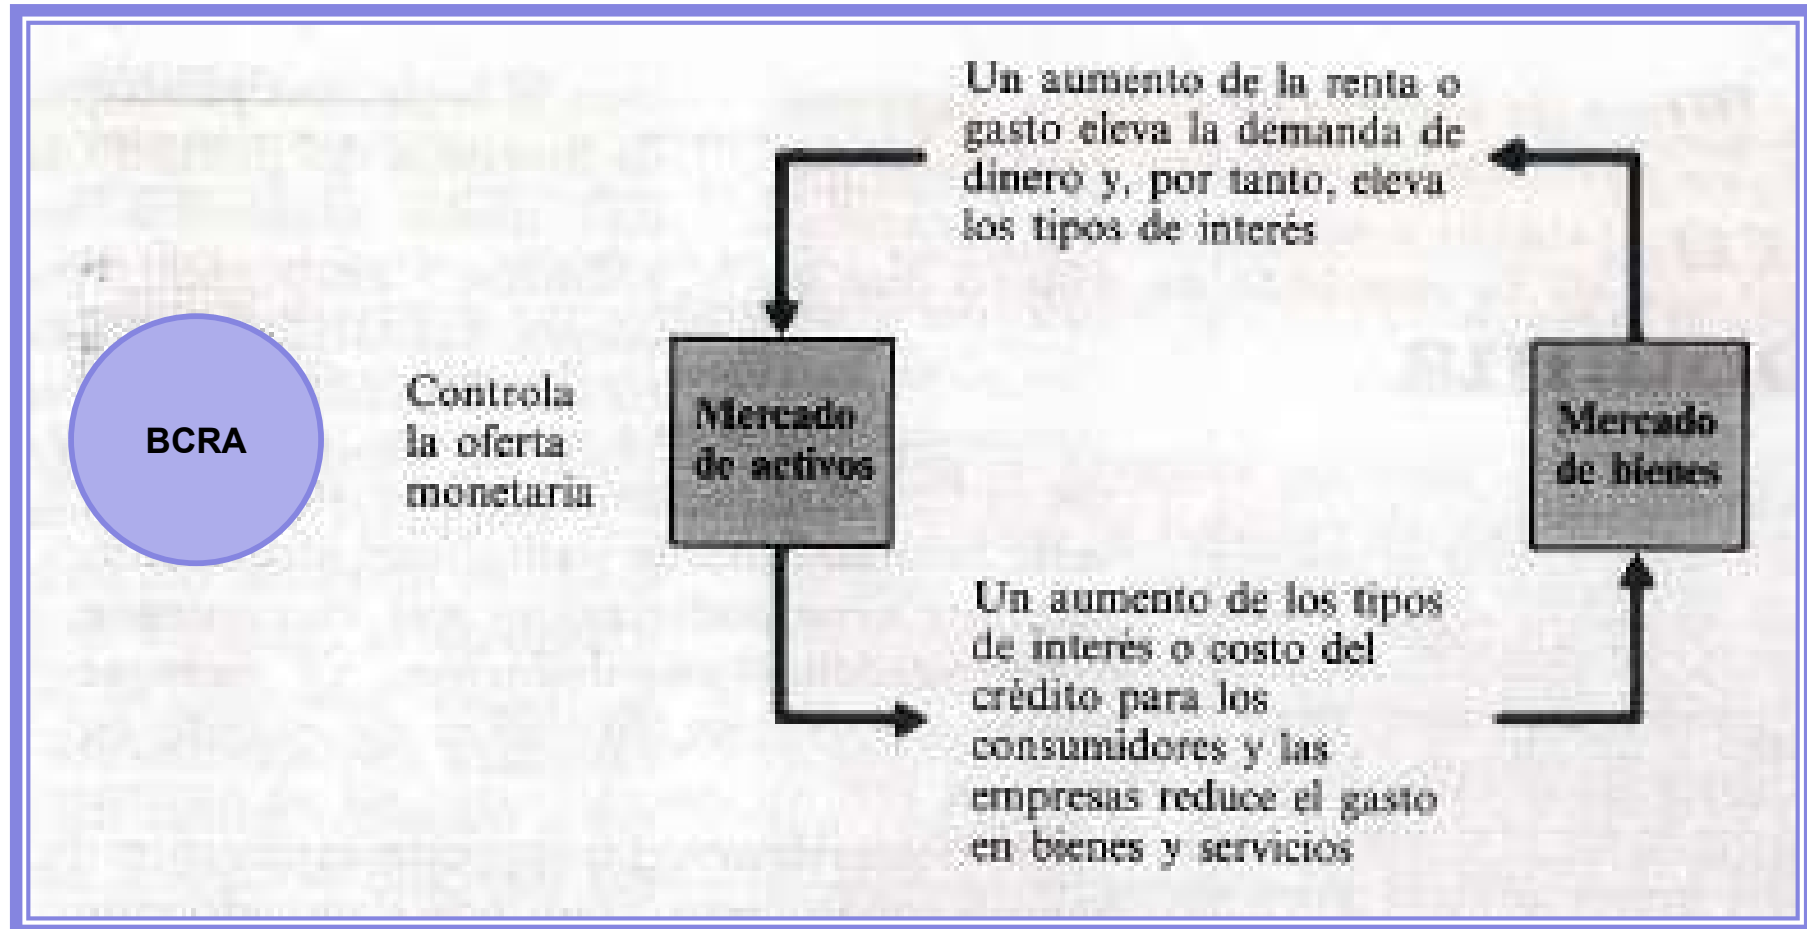 Un aumento de la renta o
gasto eleva la demanda de
dinero y, por tanto, eleva
los tipos de interés
BCRA
Controla
la oferta
monetaria
Mercado
de activos
Mercado
de bienes
Un aumento de los tipos
de interés o costo del
crédito para los
consumidores y las
empresas reduce el gasto
en bienes y servicios